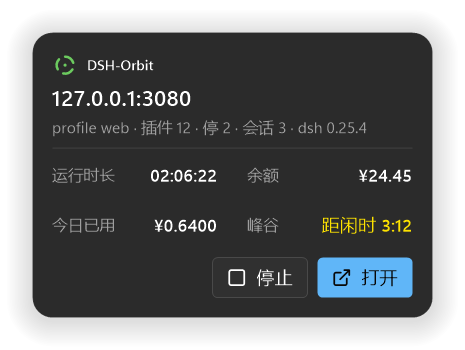 DSH-Orbit
127.0.0.1:3080
profile web · 插件 12 · 停 2 · 会话 3 · dsh 0.25.4
运行时长 02:06:22 余额 ¥24.45
今日已用 ¥0.6400 峰谷 距闲时 3:12
停止 打开